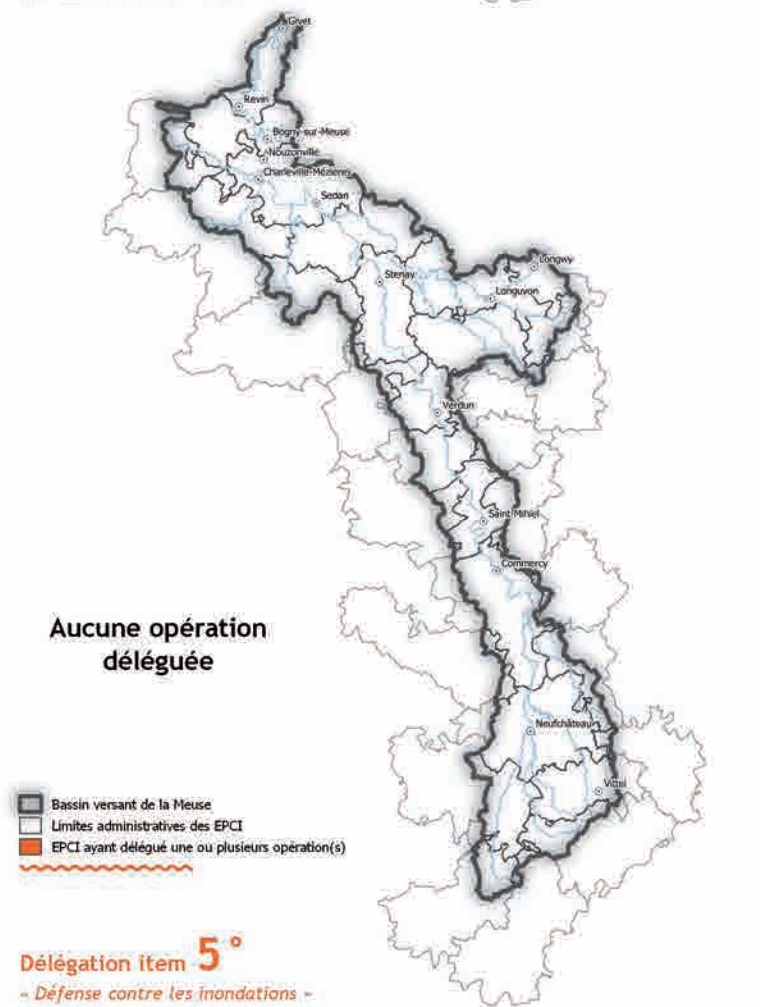 Givet
Revin
Bogny-sur-Meuse
Nouzonville
Charleville-Mézières
Sedan
Longwy
Stenay
Longuyon
Verdun
Saint-Mihiel
Commercy
Aucune opération
déléguée
Neufchâteau
Vittel
Bassin versant de la Meuse
Limites administratives des EPCI
EPCI ayant délégué une ou plusieurs opération(s)
Délégation item 5°
« Défense contre les inondations »